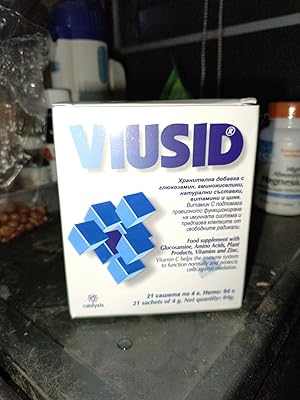 VIUSID®
Хранителна добавка с
глюкозамин, аминокиселини,
натурални съставки,
витамини и цинк.
Витамин С подпомага
правилното функциониране
на имунната система и
предпазва клетките от
свободните радикали.
Food supplement with
Glucosamine, Amino Acids, Plant
Products, Vitamins and Zinc.
Vitamin C helps the immune system
to function normally and protects
cells against oxidation.
catalysis
21 сашета по 4 г. Нето: 84 г.
21 sachets of 4 g. Net quantity: 84g.